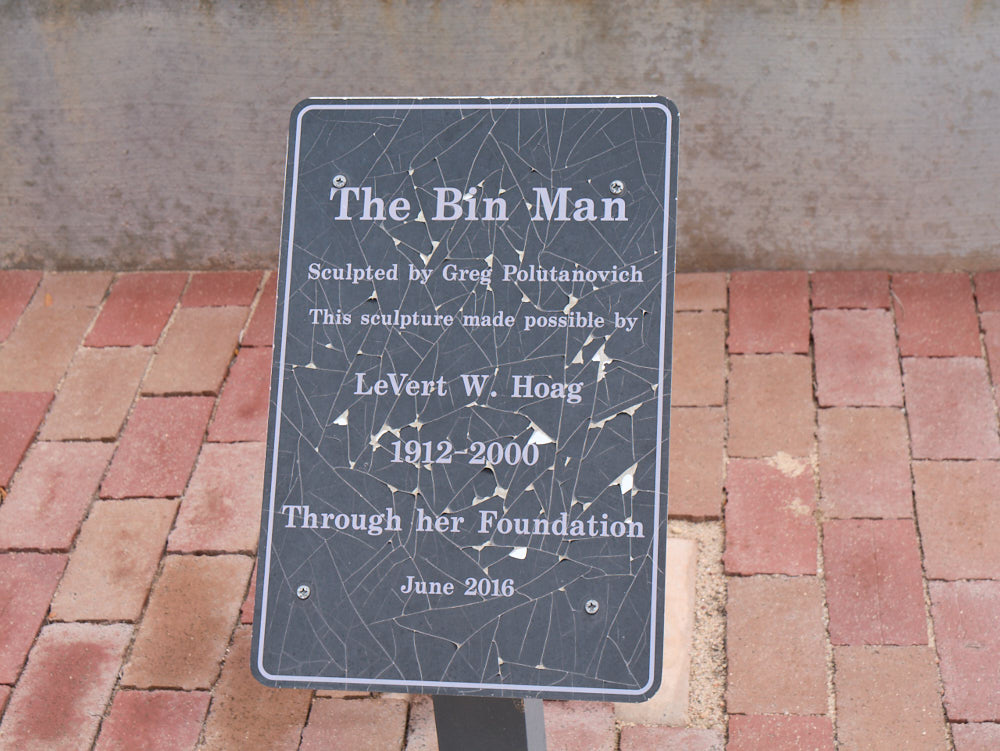 The Bin Man
Sculpted by Greg Polutanovich
This sculpture made possible by
LeVert W. Hoag
1912-2000
Through her Foundation
June 2016